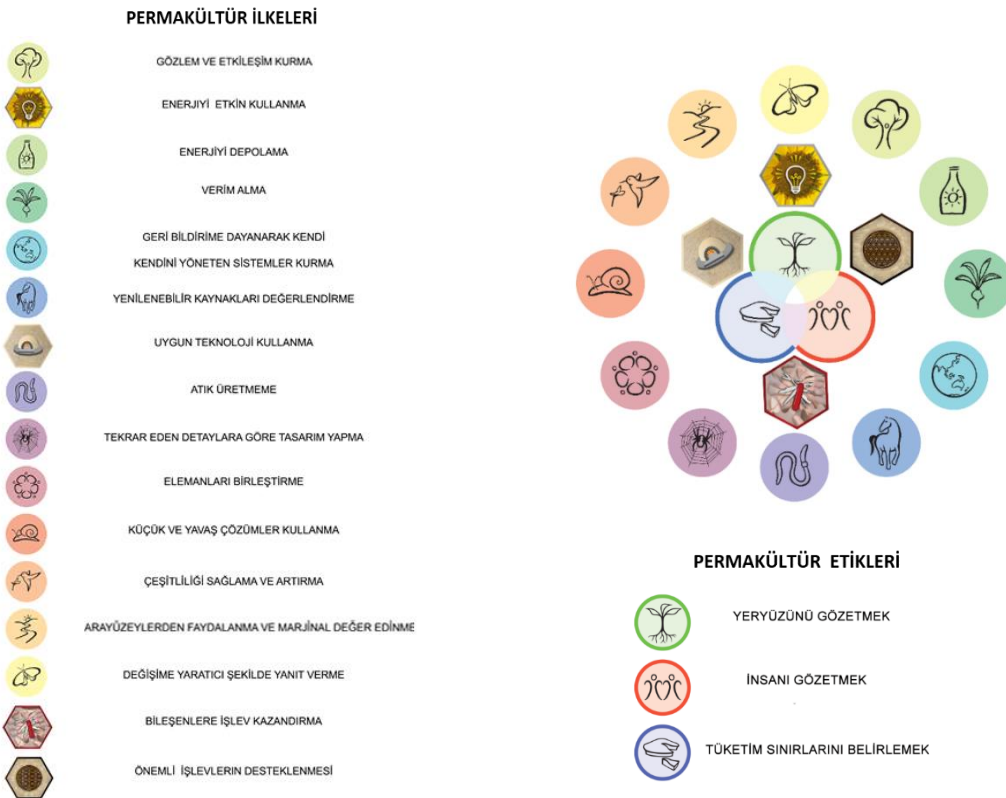 PERMAKÜLTÜR İLKELERİ
GÖZLEM VE ETKİLEŞİM KURMA
ENERJIYİ ETKİN KULLANMA
ENERJİYİ DEPOLAMA
VERİM ALMA
GERİ BİLDİRİME DAYANARAK KENDİ
KENDİNİ YÖNETEN SİSTEMLER KURMA
YENİLENEBİLİR KAYNAKLARI DEĞERLENDİRME
UYGUN TEKNOLOJİ KULLANMA
ATIK ÜRETMEME
TEKRAR EDEN DETAYLARA GÖRE TASARIM YAPMA
ELEMANLARI BİRLEŞTİRME
KÜÇÜK VE YAVAŞ ÇÖZÜMLER KULLANMA
ÇEŞİTLİLİĞİ SAĞLAMA VE ARTIRMA
ARAYÜZEYLERDEN FAYDALANMA VE MARJİNAL DEĞER EDİNME
DEĞİŞİME YARATICI ŞEKİLDE YANIT VERME
BİLEŞENLERE İŞLEV KAZANDIRMA
ÖNEMLİ İŞLEVLERIN DESTEKLENMESİ
PERMAKÜLTÜR ETİKLERİ
YERYÜZÜNÜ GÖZETMEK
İNSANI GÖZETMEK
TÜKETİM SINIRLARINI BELİRLEMEK